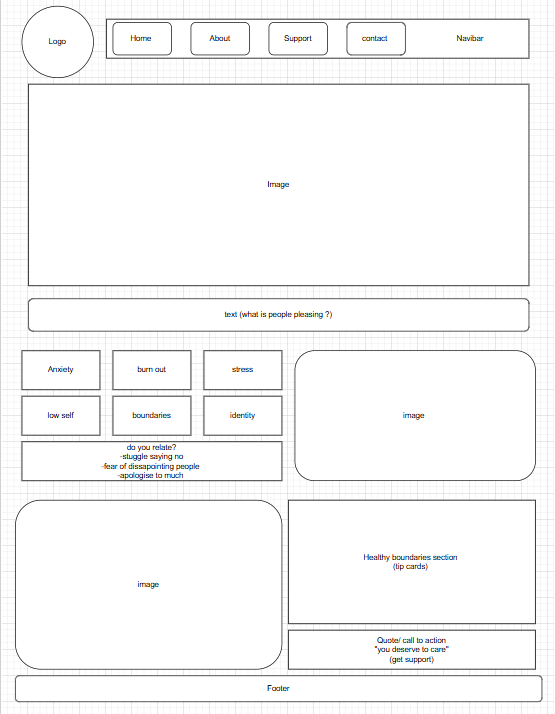 Logo
Home
About
Support
contact
Navibar
Image
text (what is people pleasing ?)
Anxiety
burn out
stress
low self
boundaries
identity
image
do you relate?
-stuggle saying no
-fear of dissapointing people
-apologise to much
image
Healthy boundaries section
(tip cards)
Quote/ call to action
"you deserve to care"
(get support)
Footer